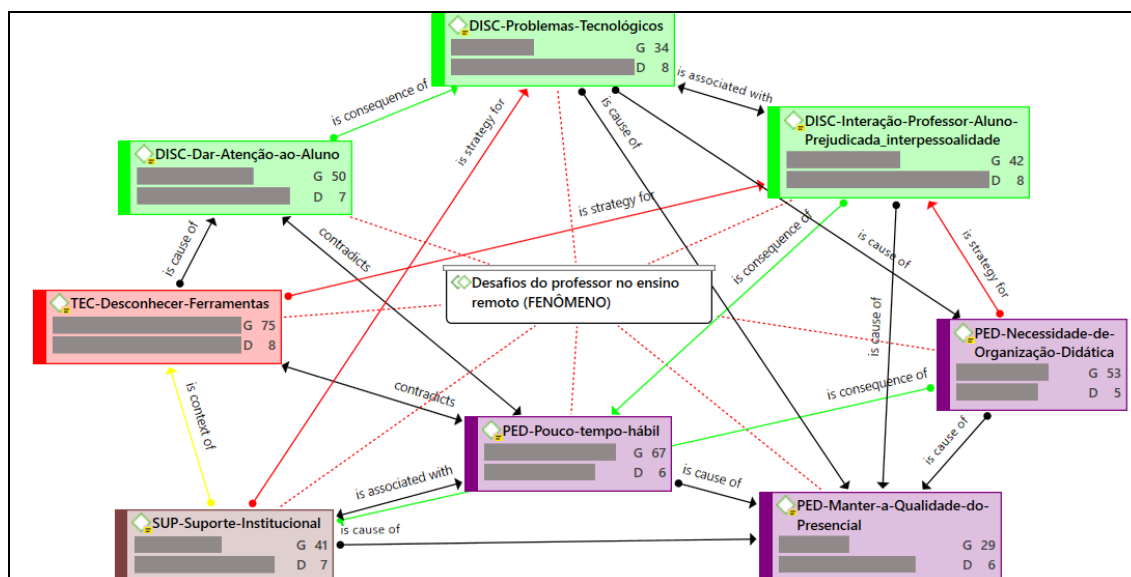 DISC-Problemas-Tecnológicos
G 34
D 8
is associated with
is consequence of
is cause of
is strategy for
DISC-Interação-Professor-Aluno-
Prejudicada_interpessoalidade
G 42
D 8
DISC-Dar-Atenção-ao-Aluno
G 50
D 7
is strategy for
is cause of
contradicts
is consequence of
is cause of
is strategy for
Desafios do professor no ensino
remoto (FENÔMENO)
TEC-Desconhecer-Ferramentas
G 75
D 8
is cause of
PED-Necessidade-de-
Organização-Didática
G 53
D 5
contradicts
is consequence of
is context of
PED-Pouco-tempo-hábil
G 67
D 6
is cause of
is associated with
is cause of
SUP-Suporte-Institucional
G 41
D 7
is cause of
PED-Manter-a-Qualidade-do-
Presencial
G 29
D 6